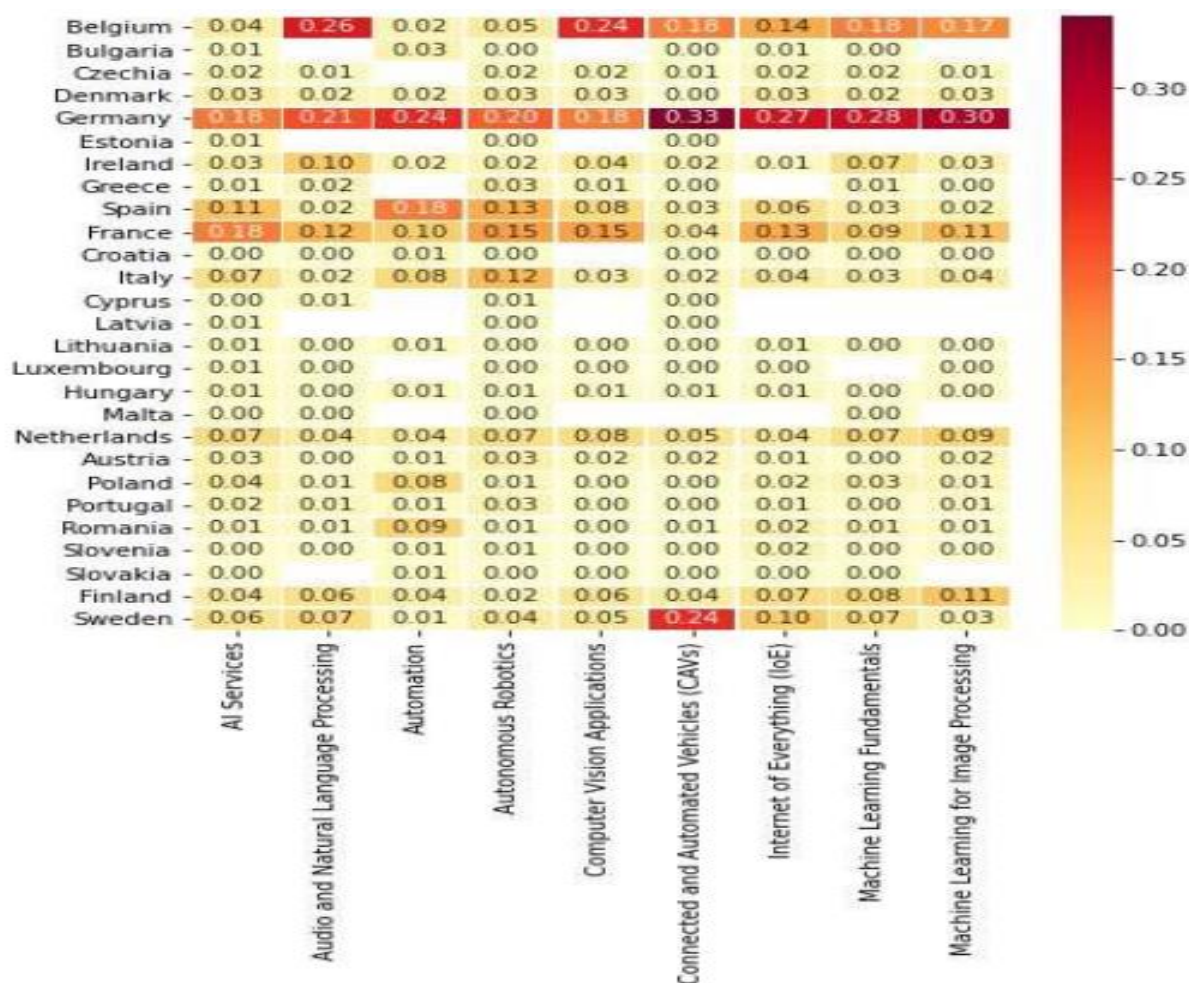 Belgium 0.04 0.26 0.02 0.05 0.24 0.18 0.14 0.18 0.17
Bulgaria 0.01 0.03 0.00 0.00 0.01 0.00
Czechia 0.02 0.01 0.02 0.02 0.01 0.02 0.02 0.01
Denmark 0.03 0.02 0.02 0.03 0.03 0.00 0.03 0.02 0.03
0.30
Germany 0.18 0.21 0.24 0.20 0.18 0.33 0.27 0.28 0.30
Estonia 0.01 0.00 0.00
Ireland 0.03 0.10 0.02 0.02 0.04 0.02 0.01 0.07 0.03
0.25
Greece 0.01 0.02 0.03 0.01 0.00 0.01 0.00
Spain 0.11 0.02 0.18 0.13 0.08 0.03 0.06 0.03 0.02
France 0.18 0.12 0.10 0.15 0.15 0.04 0.13 0.09 0.11
Croatia 0.00 0.00 0.01 0.00 0.00 0.00 0.00 0.00
0.20
Italy 0.07 0.02 0.08 0.12 0.03 0.02 0.04 0.03 0.04
Cyprus 0.00 0.01 0.01 0.00
Latvia 0.01 0.00 0.00
Lithuania 0.01 0.00 0.01 0.00 0.00 0.00 0.01 0.00 0.00
0.15
Luxembourg 0.01 0.00 0.00 0.00 0.00 0.00 0.00
Hungary 0.01 0.00 0.01 0.01 0.01 0.01 0.01 0.00 0.00
Malta 0.00 0.00 0.00 0.00
Netherlands 0.07 0.04 0.04 0.07 0.08 0.05 0.04 0.07 0.09
0.10
Austria 0.03 0.00 0.01 0.03 0.02 0.02 0.01 0.00 0.02
Poland 0.04 0.01 0.08 0.01 0.00 0.00 0.02 0.03 0.01
Portugal 0.02 0.01 0.01 0.03 0.00 0.00 0.01 0.00 0.01
Romania 0.01 0.01 0.09 0.01 0.00 0.01 0.02 0.01 0.01
0.05
Slovenia 0.00 0.00 0.01 0.01 0.00 0.00 0.02 0.00 0.00
Slovakia 0.00 0.01 0.00 0.00 0.00 0.00 0.00
Finland 0.04 0.06 0.04 0.02 0.06 0.04 0.07 0.08 0.11
Sweden 0.06 0.07 0.01 0.04 0.05 0.24 0.10 0.07 0.03
0.00
AI Services
Audio and Natural Language Processing
Automation
Autonomous Robotics
Computer Vision Applications
Connected and Automated Vehicles (CAVs)
Internet of Everything (IoE)
Machine Learning Fundamentals
Machine Learning for Image Processing